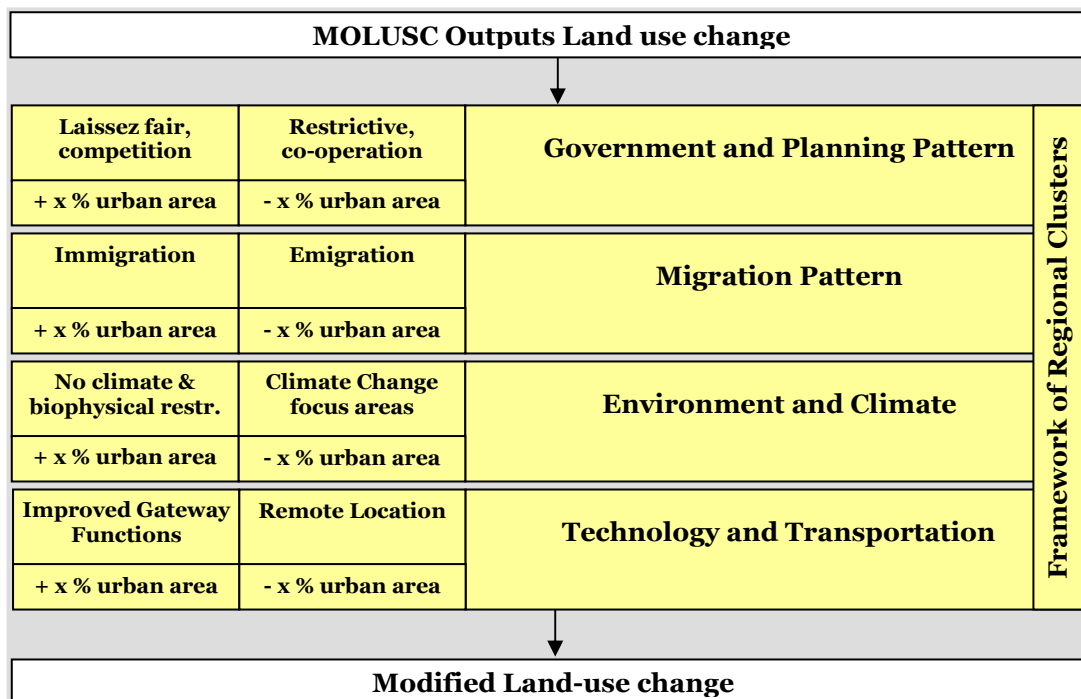 MOLUSC Outputs Land use change
Laissez fair,
competition
Restrictive,
co-operation
Government and Planning Pattern
+ x % urban area
- x % urban area
Immigration
Emigration
Migration Pattern
+ x % urban area
- x % urban area
No climate &
biophysical restr.
Climate Change
focus areas
Environment and Climate
+ x % urban area
- x % urban area
Improved Gateway
Functions
Remote Location
Technology and Transportation
+ x % urban area
- x % urban area
Framework of Regional Clusters
Modified Land-use change